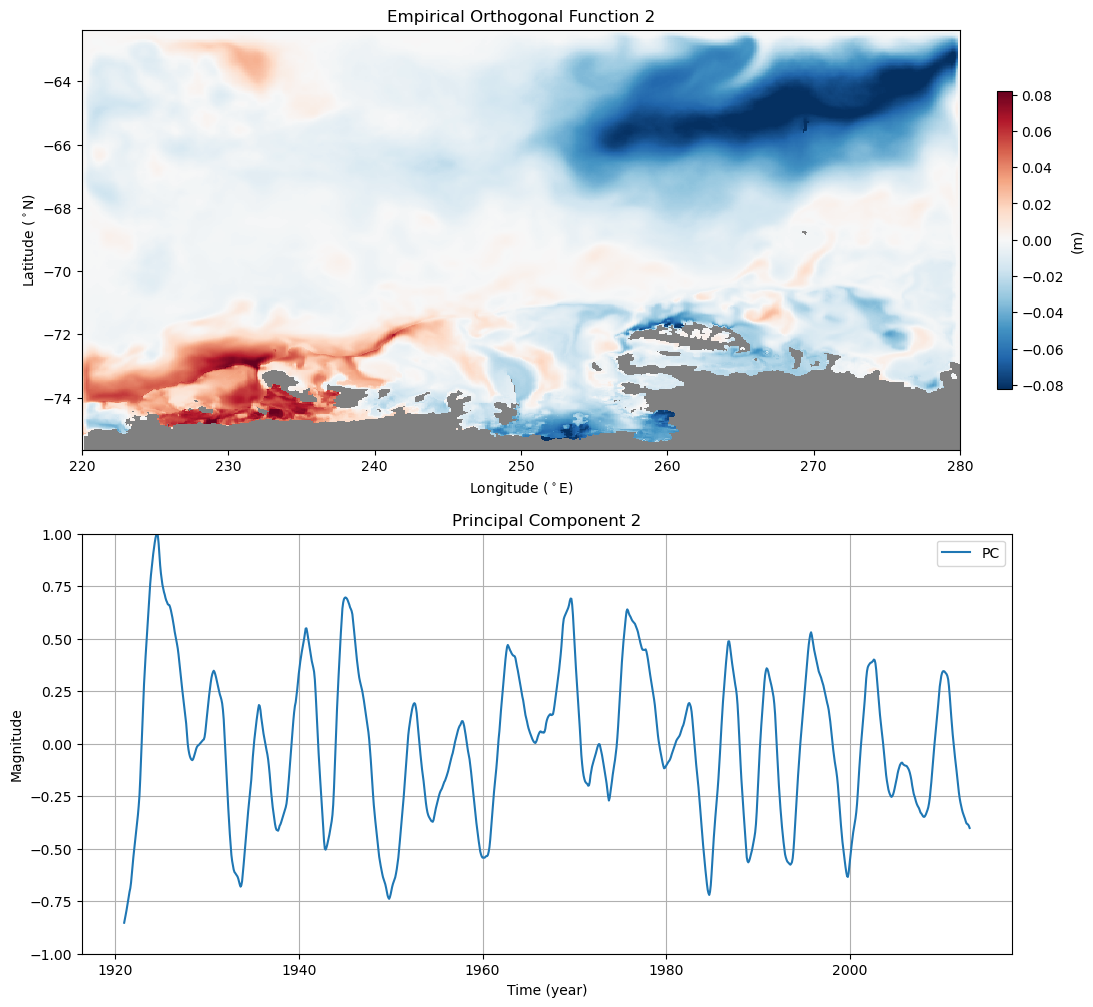 Empirical Orthogonal Function 2
−64
−66
−68
−70
−72
−74
Latitude (°N)
220 230 240 250 260 270 280
Longitude (°E)
0.08
0.06
0.04
0.02
0.00
−0.02
−0.04
−0.06
−0.08
(m)
Principal Component 2
PC
1.00
0.75
0.50
0.25
0.00
−0.25
−0.50
−0.75
−1.00
Magnitude
1920 1940 1960 1980 2000
Time (year)